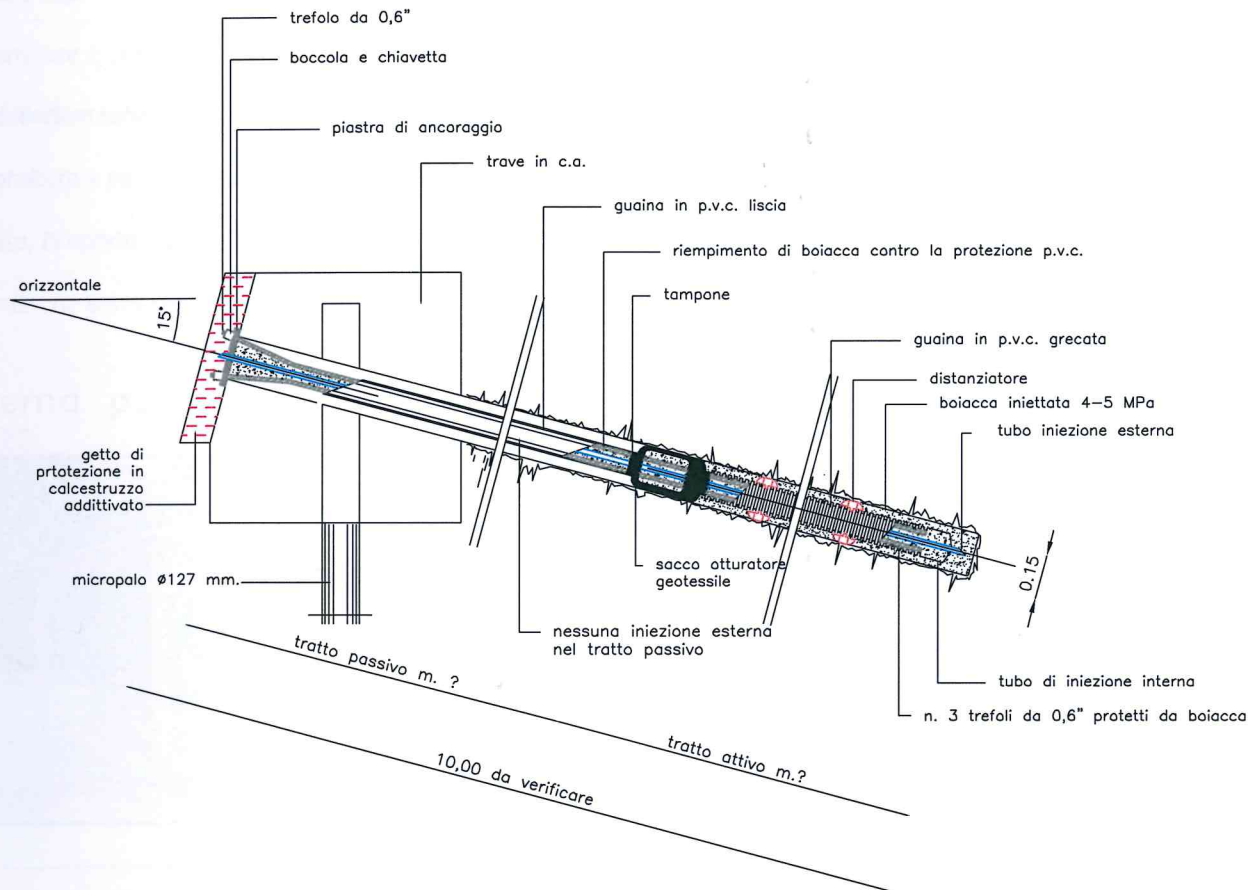 trefolo da 0,6"
boccola e chiavetta
piastra di ancoraggio
trave in c.a.
guaina in p.v.c. liscia
riempimento di boiacca contro la protezione p.v.c.
tampone
orizzontale
15°
guaina in p.v.c. grecata
distanziatore
boiacca iniettata 4-5 MPa
tubo iniezione esterna
getto di
prtotezione in
calcestruzzo
addittivato
micropalo ø127 mm.
sacco otturatore
geotessile
0.15
nessuna iniezione esterna
nel tratto passivo
tubo di iniezione interna
n. 3 trefoli da 0,6" protetti da boiacca
tratto passivo m. ?
tratto attivo m.?
10,00 da verificare